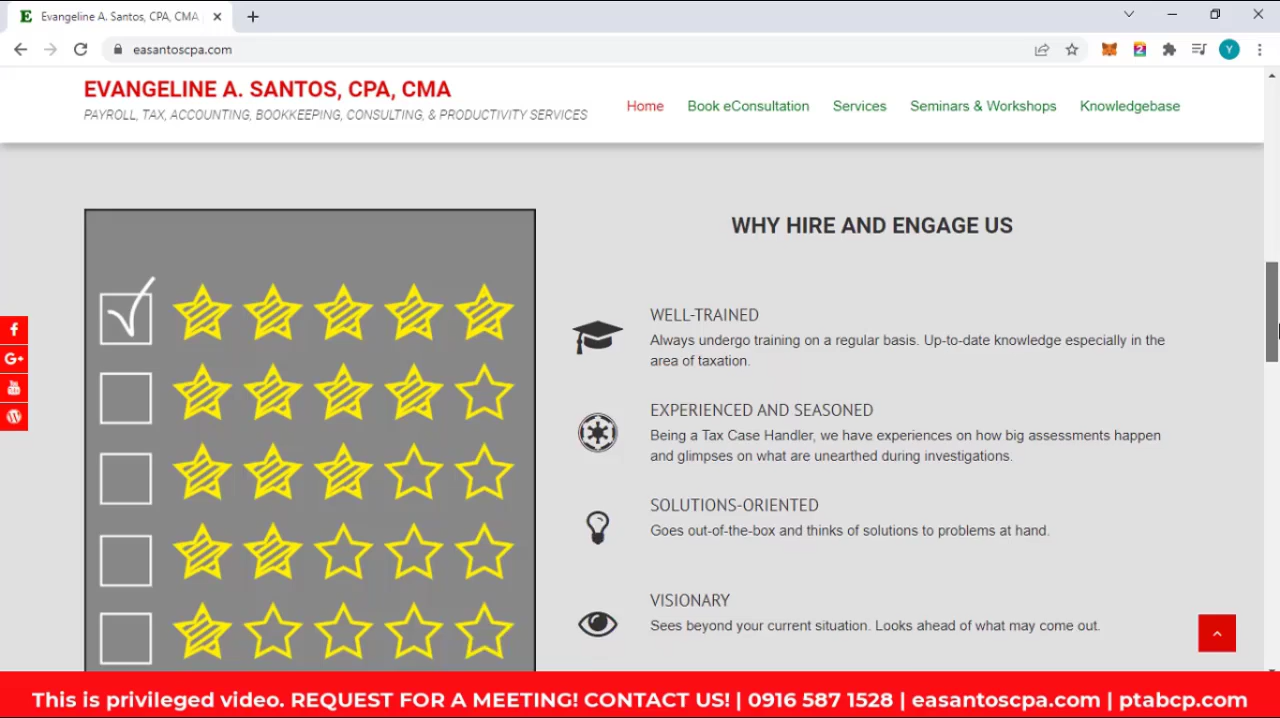 Evangeline A. Santos, CPA, CMA
easantoscpa.com
Y
EVANGELINE A. SANTOS, CPA, CMA
PAYROLL, TAX, ACCOUNTING, BOOKKEEPING, CONSULTING, & PRODUCTIVITY SERVICES
Home Book eConsultation Services Seminars & Workshops Knowledgebase
WHY HIRE AND ENGAGE US
WELL-TRAINED
Always undergo training on a regular basis. Up-to-date knowledge especially in the
area of taxation.
EXPERIENCED AND SEASONED
Being a Tax Case Handler, we have experiences on how big assessments happen
and glimpses on what are unearthed during investigations.
SOLUTIONS-ORIENTED
Goes out-of-the-box and thinks of solutions to problems at hand.
VISIONARY
Sees beyond your current situation. Looks ahead of what may come out.
This is privileged video. REQUEST FOR A MEETING! CONTACT US! | 0916 587 1528 | easantoscpa.com | ptabcp.com